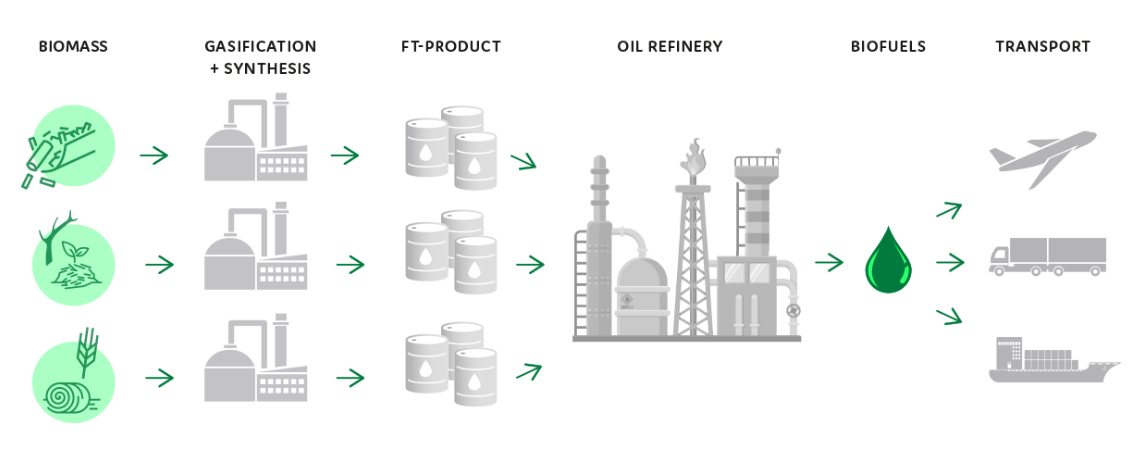 BIOMASS
GASIFICATION
+ SYNTHESIS
FT-PRODUCT
OIL REFINERY
BIOFUELS
TRANSPORT